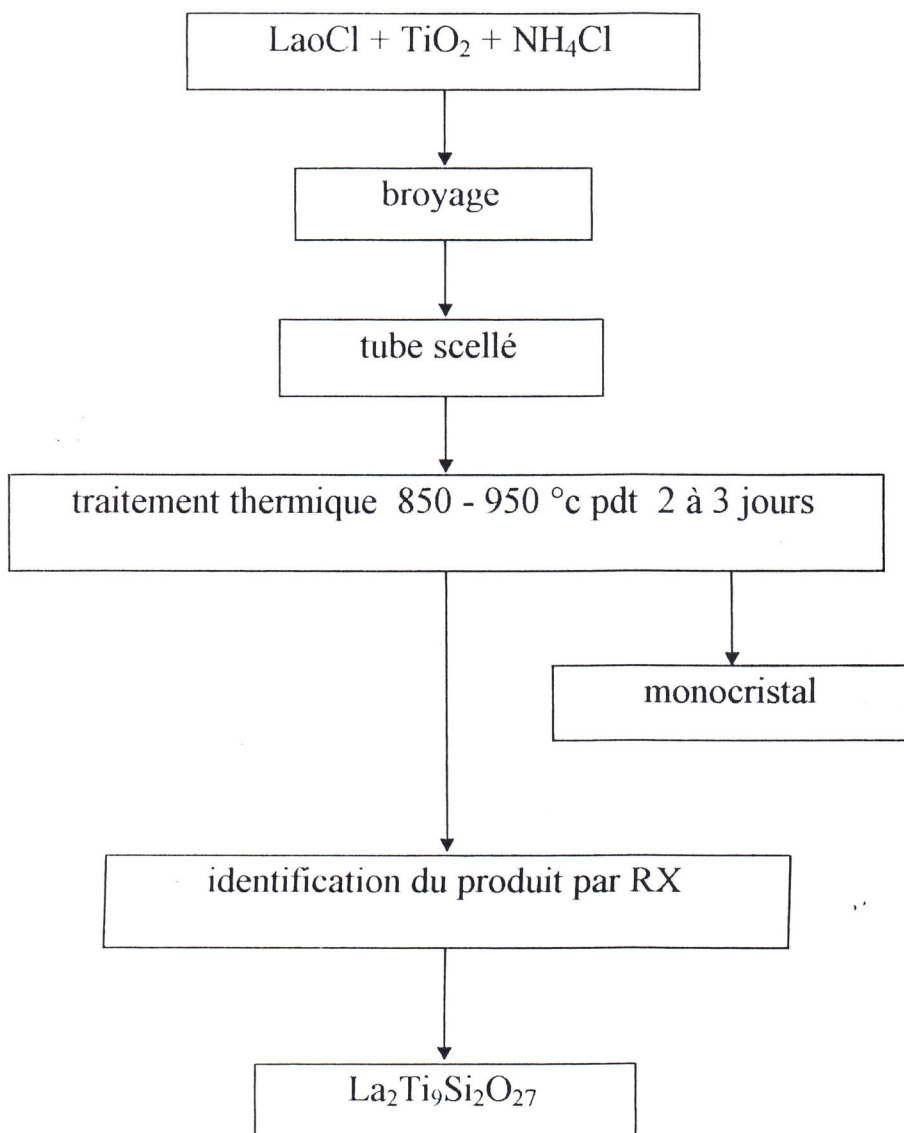 LaoCl + TiO₂ + NH₄Cl
broyage
tube scellé
traitement thermique 850 - 950 °c pdt 2 à 3 jours
monocristal
identification du produit par RX
La₂Ti₉Si₂O₂₇